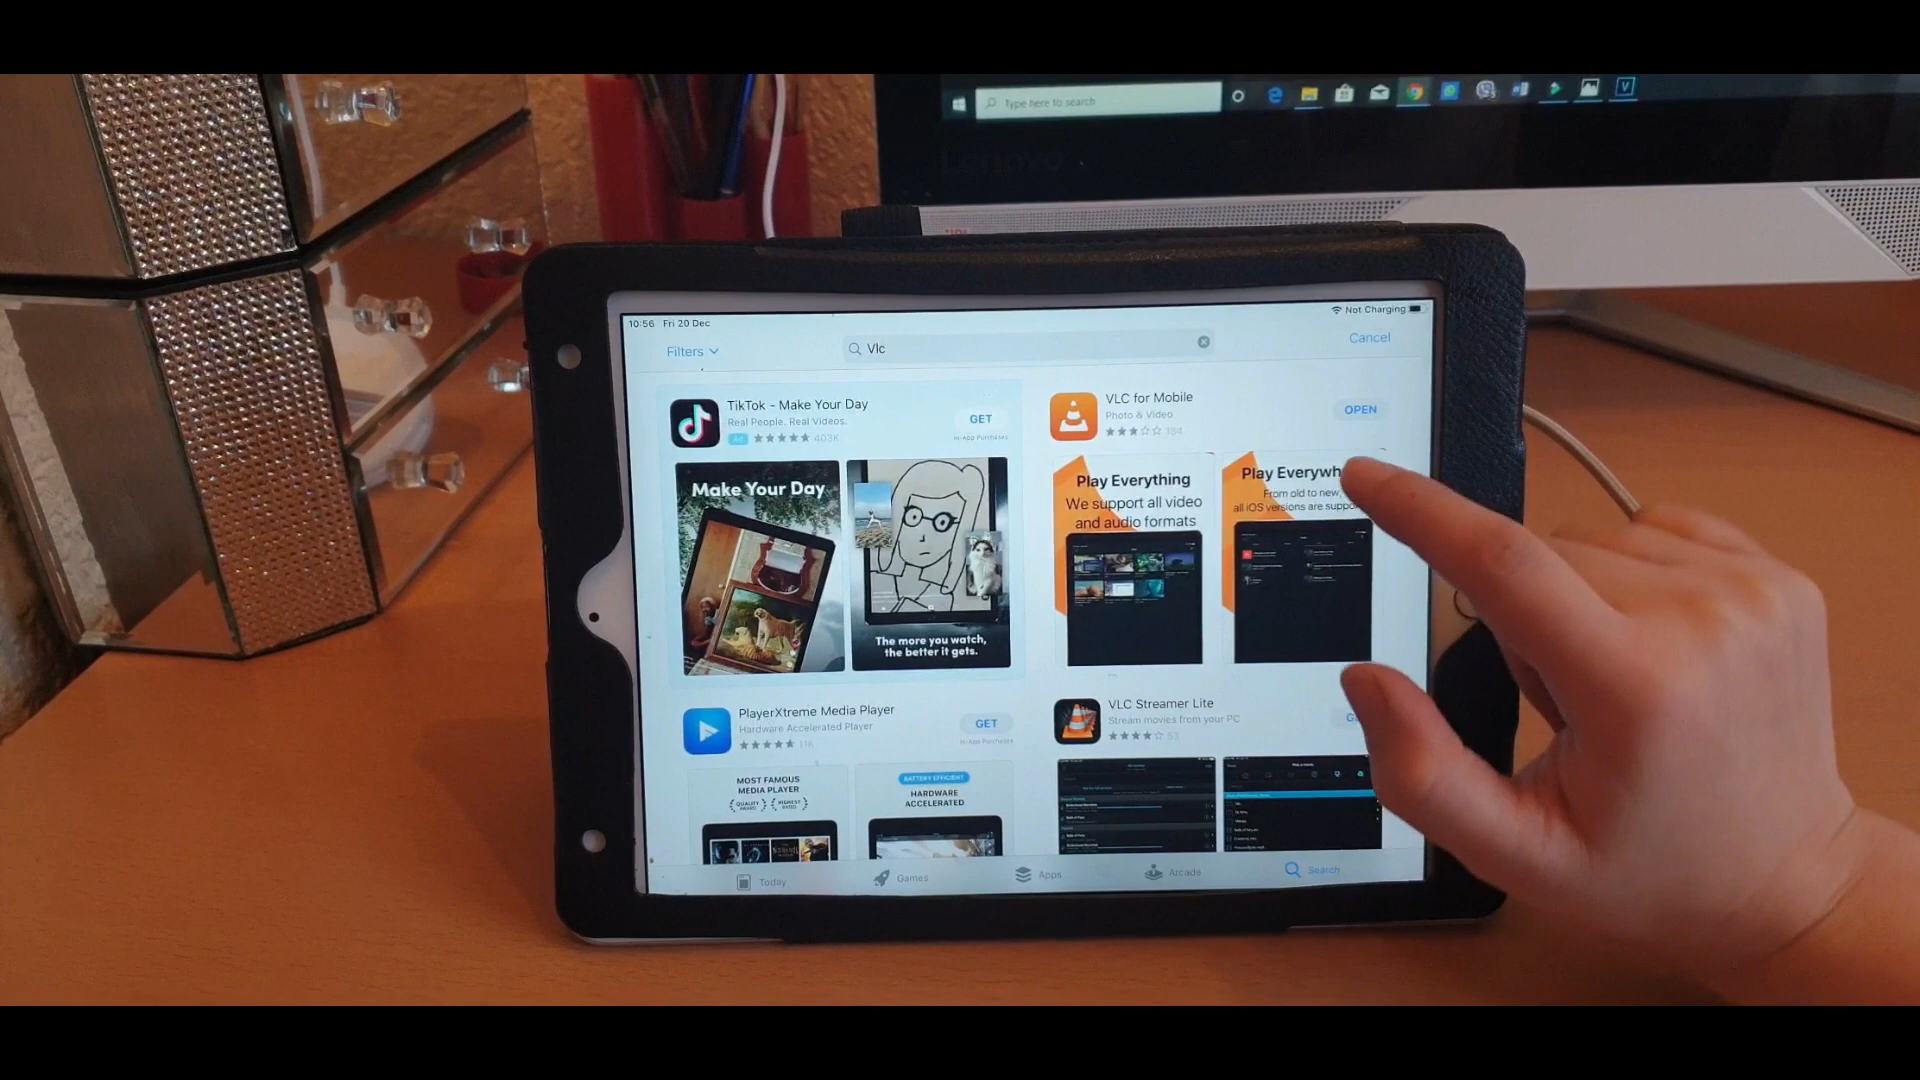 Type here to search
Lenovo
10:56 Fri 20 Dec
Not Charging
Filters
Vlc
Cancel
TikTok - Make Your Day
Real People. Real Videos.
Ad
403K
GET
In-App Purchases
Make Your Day
The more you watch,
the better it gets.
VLC for Mobile
Photo & Video
184
OPEN
Play Everything
We support all video
and audio formats
Play Everywh
From old to new,
all iOS versions are suppo
PlayerXtreme Media Player
Hardware Accelerated Player
11K
GET
In-App Purchases
MOST FAMOUS
MEDIA PLAYER
QUALITY
AWARD
HIGHEST
RATED
BATTERY EFFICIENT
HARDWARE
ACCELERATED
VLC Streamer Lite
Stream movies from your PC
53
G
Today
Games
Apps
Arcade
Search